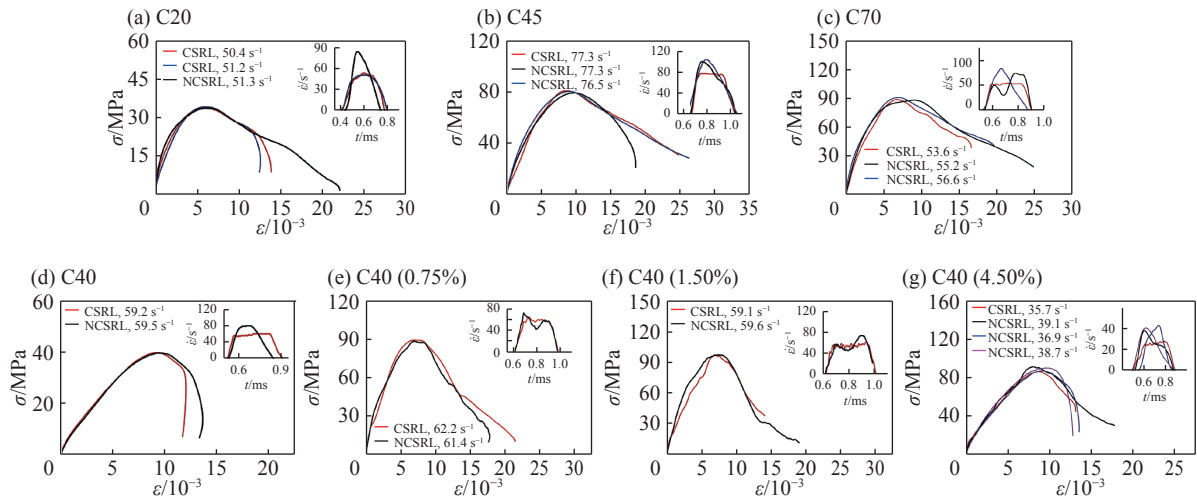 (a) C20
60
45
30
15
0
5
10
15
20
25
30
σ/MPa
ε/10⁻³
CSRL, 50.4 s⁻¹
CSRL, 51.2 s⁻¹
NCSRL, 51.3 s⁻¹
90
60
30
0
0.4
0.6
0.8
ε̇/s⁻¹
t/ms
(b) C45
120
80
40
0
5
10
15
20
25
30
35
σ/MPa
ε/10⁻³
CSRL, 77.3 s⁻¹
NCSRL, 77.3 s⁻¹
NCSRL, 76.5 s⁻¹
120
80
40
0
0.6
0.8
1.0
ε̇/s⁻¹
t/ms
(c) C70
150
120
90
60
30
0
5
10
15
20
25
30
σ/MPa
ε/10⁻³
CSRL, 53.6 s⁻¹
NCSRL, 55.2 s⁻¹
NCSRL, 56.6 s⁻¹
100
50
0
0.6
0.8
1.0
ε̇/s⁻¹
t/ms
(d) C40
60
40
20
0
5
10
15
20
σ/MPa
ε/10⁻³
CSRL, 59.2 s⁻¹
NCSRL, 59.5 s⁻¹
120
80
40
0
0.6
0.9
ε̇/s⁻¹
t/ms
(e) C40 (0.75%)
120
90
60
30
0
5
10
15
20
25
30
σ/MPa
ε/10⁻³
CSRL, 62.2 s⁻¹
NCSRL, 61.4 s⁻¹
80
40
0
0.6
0.8
1.0
ε̇/s⁻¹
t/ms
(f) C40 (1.50%)
150
120
90
60
30
0
5
10
15
20
25
30
σ/MPa
ε/10⁻³
CSRL, 59.1 s⁻¹
NCSRL, 59.6 s⁻¹
120
80
40
0
0.6
0.8
1.0
ε̇/s⁻¹
t/ms
(g) C40 (4.50%)
160
120
80
40
0
5
10
15
20
25
σ/MPa
ε/10⁻³
CSRL, 35.7 s⁻¹
NCSRL, 39.1 s⁻¹
NCSRL, 36.9 s⁻¹
NCSRL, 38.7 s⁻¹
40
20
0
0.6
0.8
ε̇/s⁻¹
t/ms